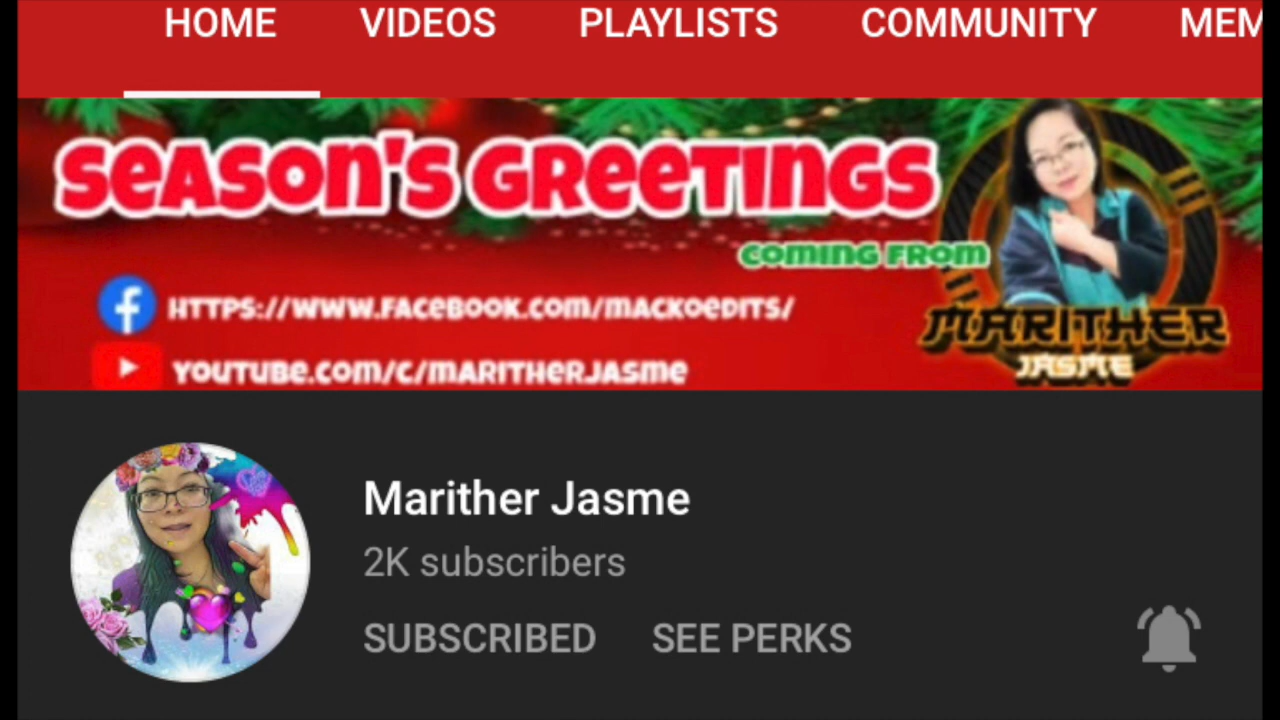 HOME VIDEOS PLAYLISTS COMMUNITY MEM
SEASON'S GREETINGS
COMING FROM
HTTPS://WWW.FACEBOOK.COM/MACKOEDITS/
YOUTUBE.COM/C/MARITHERJASME
MARITHER
JASME
Marither Jasme
2K subscribers
SUBSCRIBED SEE PERKS